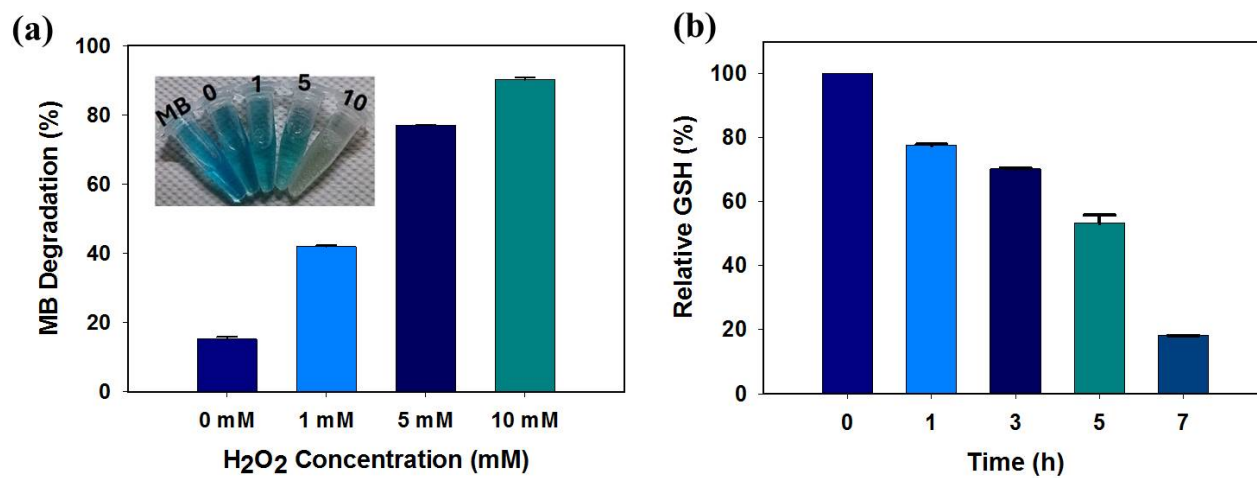 (a)
MB Degradation (%)
100
80
60
40
20
0
MB 0 1 5 10
0 mM 1 mM 5 mM 10 mM
H₂O₂ Concentration (mM)
(b)
Relative GSH (%)
100
80
60
40
20
0
0 1 3 5 7
Time (h)